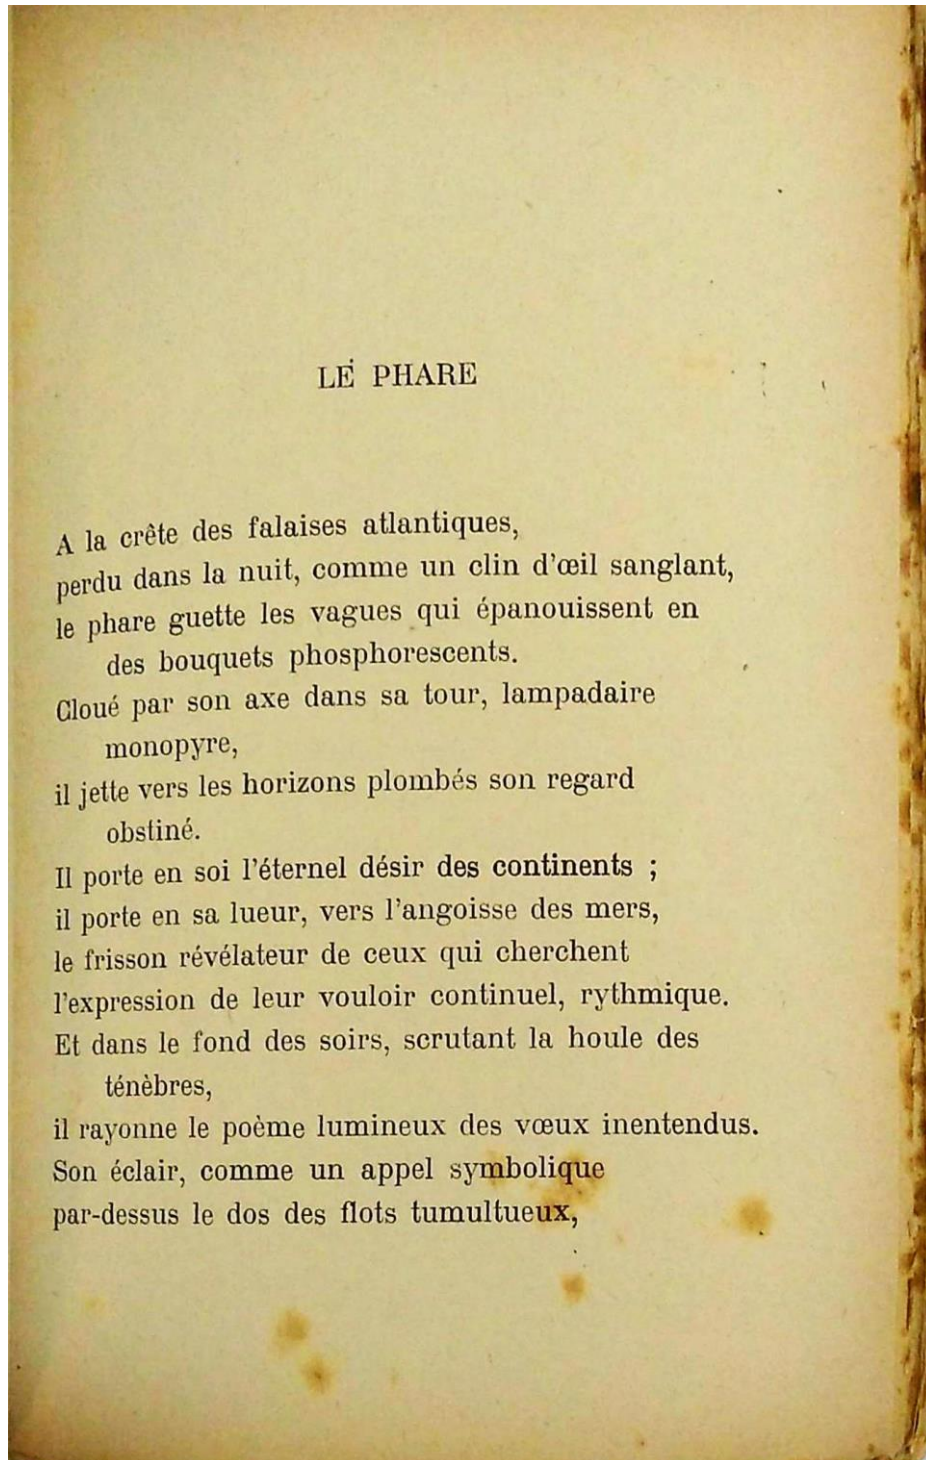 LE PHARE
A la crête des falaises atlantiques,
perdu dans la nuit, comme un clin d'œil sanglant,
le phare guette les vagues qui épanouissent en
des bouquets phosphorescents.
Cloué par son axe dans sa tour, lampadaire
monopyre,
il jette vers les horizons plombés son regard
obstiné.
Il porte en soi l'éternel désir des continents ;
il porte en sa lueur, vers l'angoisse des mers,
le frisson révélateur de ceux qui cherchent
l'expression de leur vouloir continuel, rythmique.
Et dans le fond des soirs, scrutant la houle des
ténèbres,
il rayonne le poème lumineux des vœux inentendus.
Son éclair, comme un appel symbolique
par-dessus le dos des flots tumultueux,